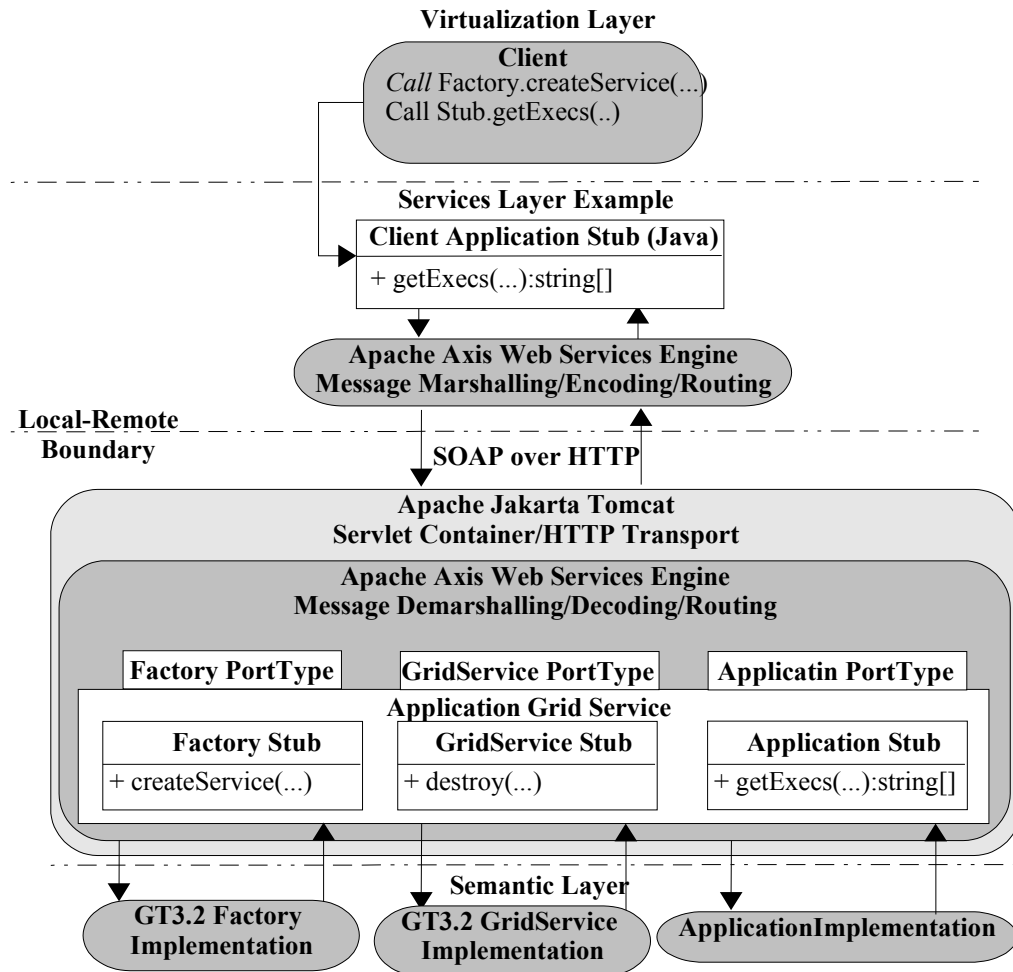 Virtualization Layer
Client
Call Factory.createService(...)
Call Stub.getExecs(..)
Services Layer Example
Client Application Stub (Java)
+ getExecs(...):string[]
Apache Axis Web Services Engine
Message Marshalling/Encoding/Routing
Local-Remote
Boundary
SOAP over HTTP
Apache Jakarta Tomcat
Servlet Container/HTTP Transport
Apache Axis Web Services Engine
Message Demarshalling/Decoding/Routing
Factory PortType
GridService PortType
Applicatin PortType
Application Grid Service
Factory Stub
+ createService(...)
GridService Stub
+ destroy(...)
Application Stub
+ getExecs(...):string[]
Semantic Layer
GT3.2 Factory
Implementation
GT3.2 GridService
Implementation
ApplicationImplementation